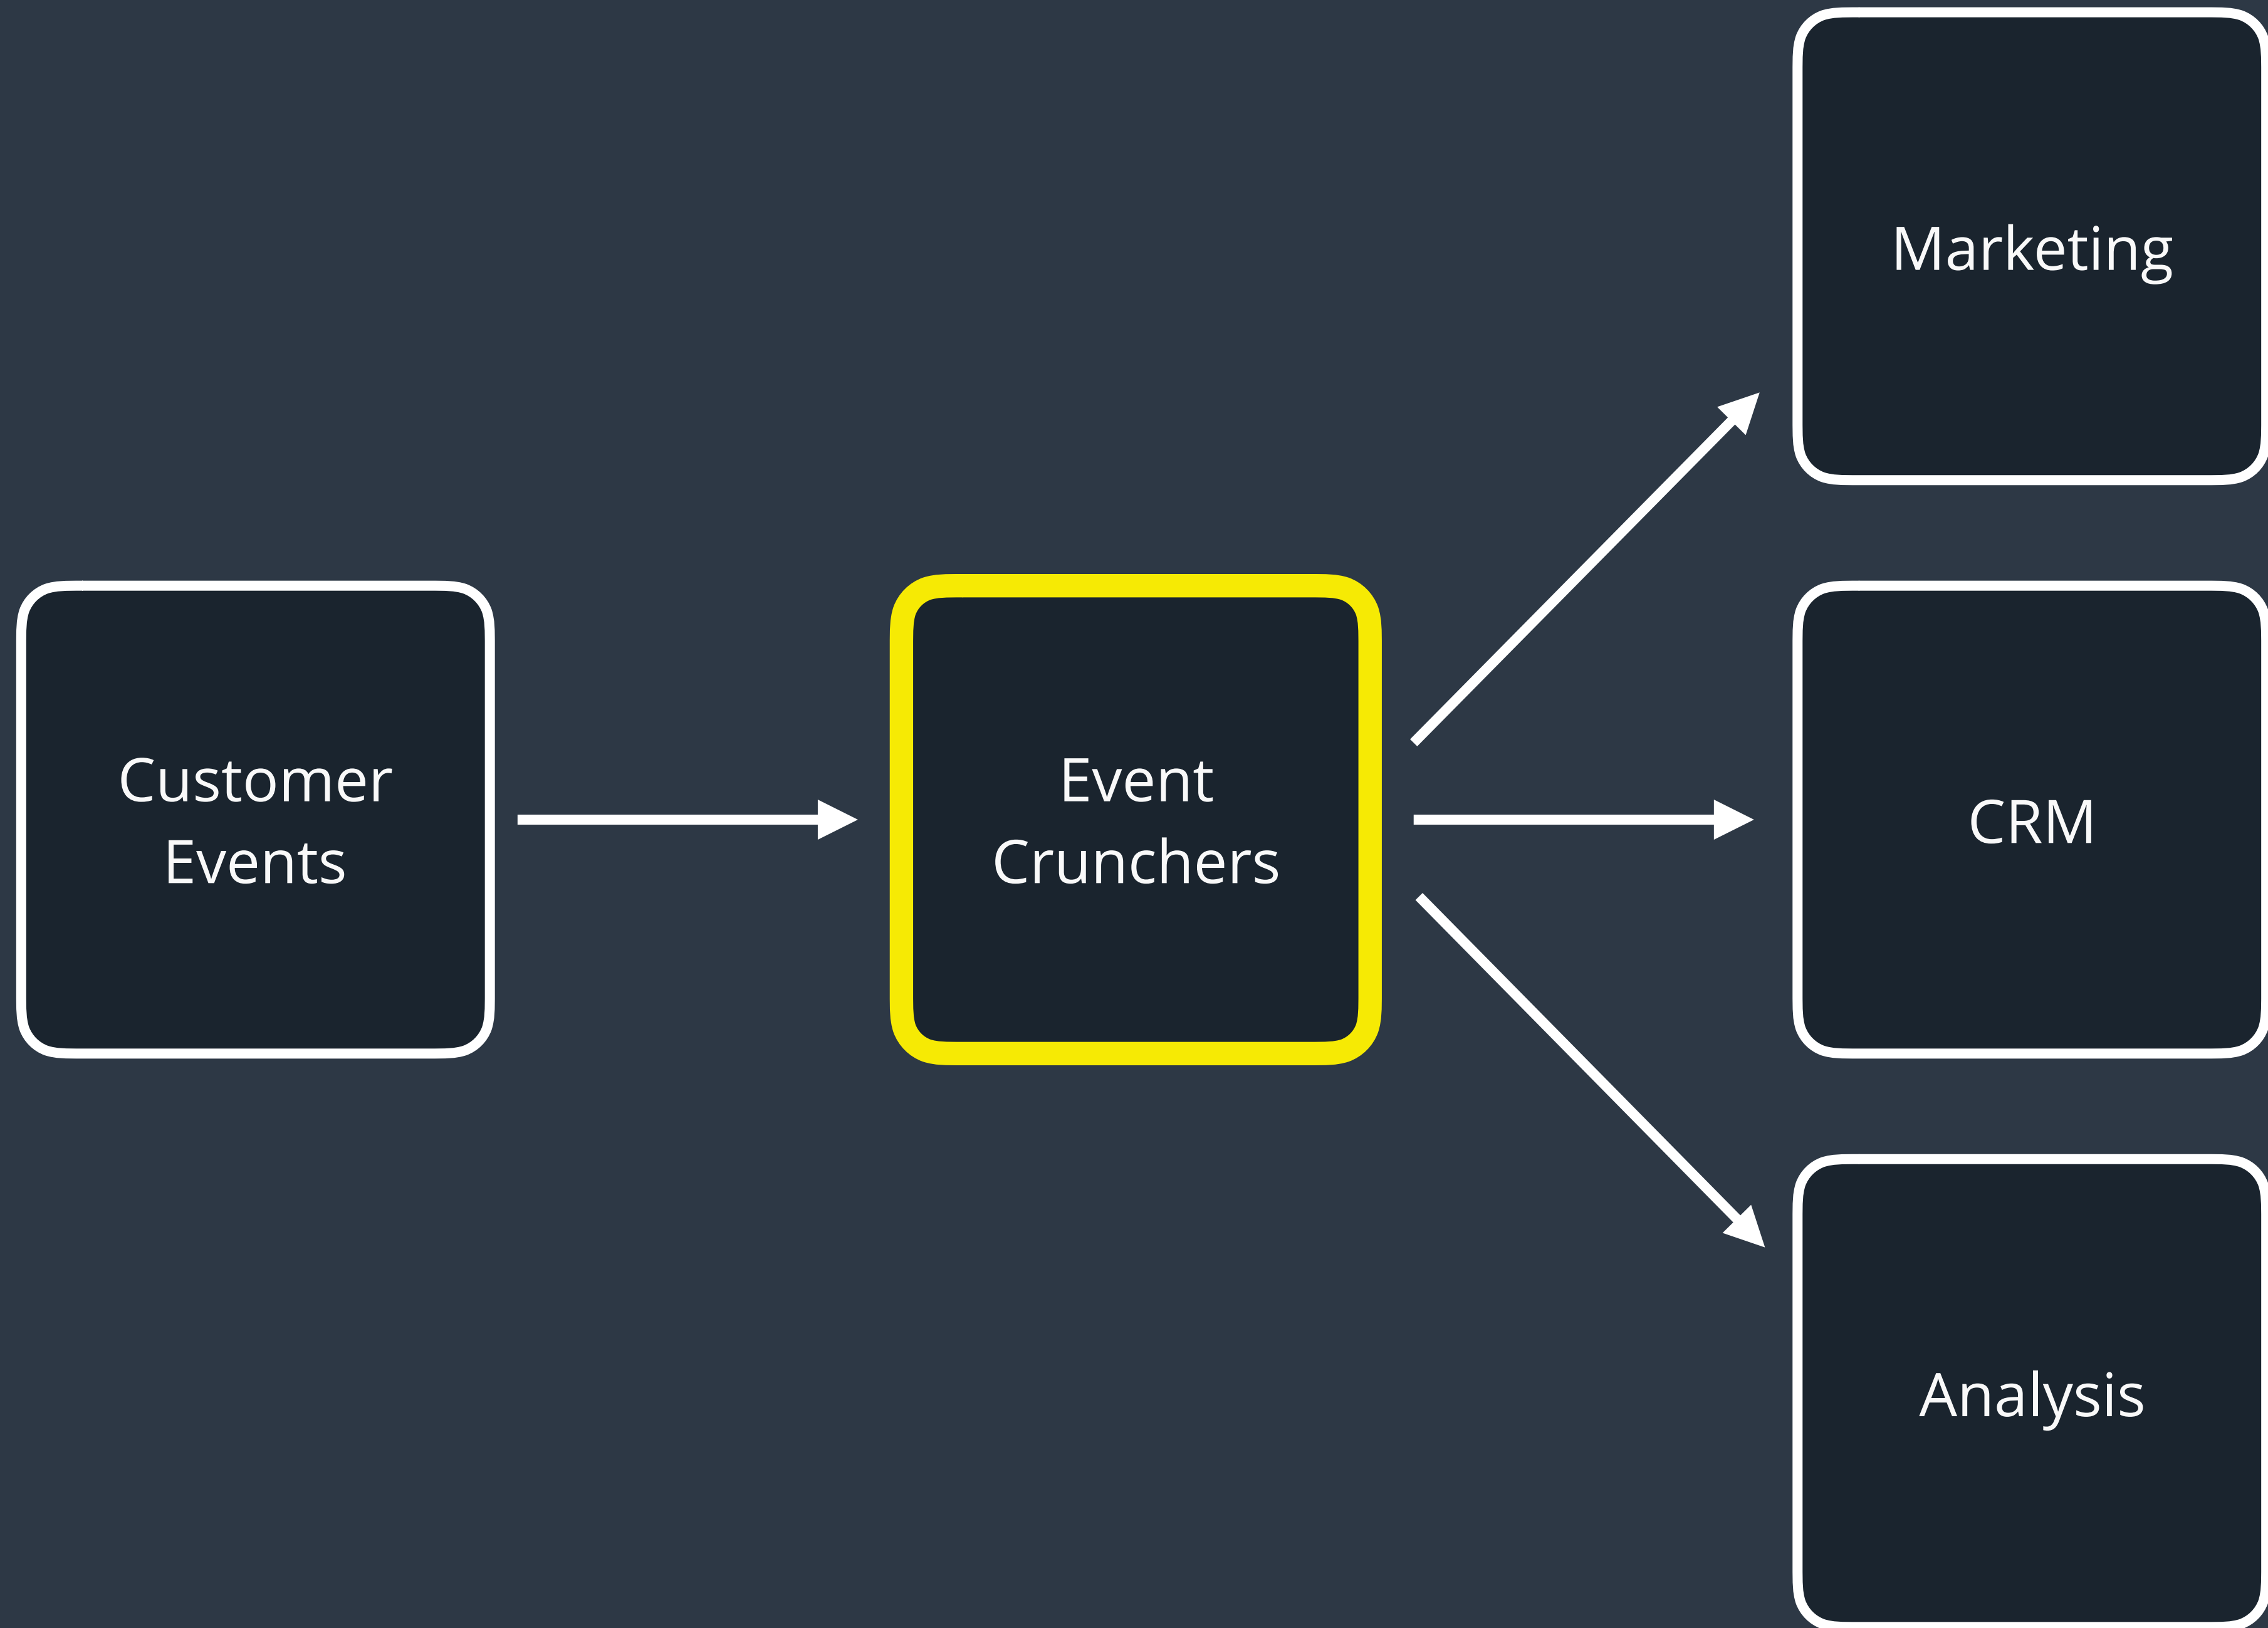 Customer
Events
Event
Crunchers
Marketing
CRM
Analysis